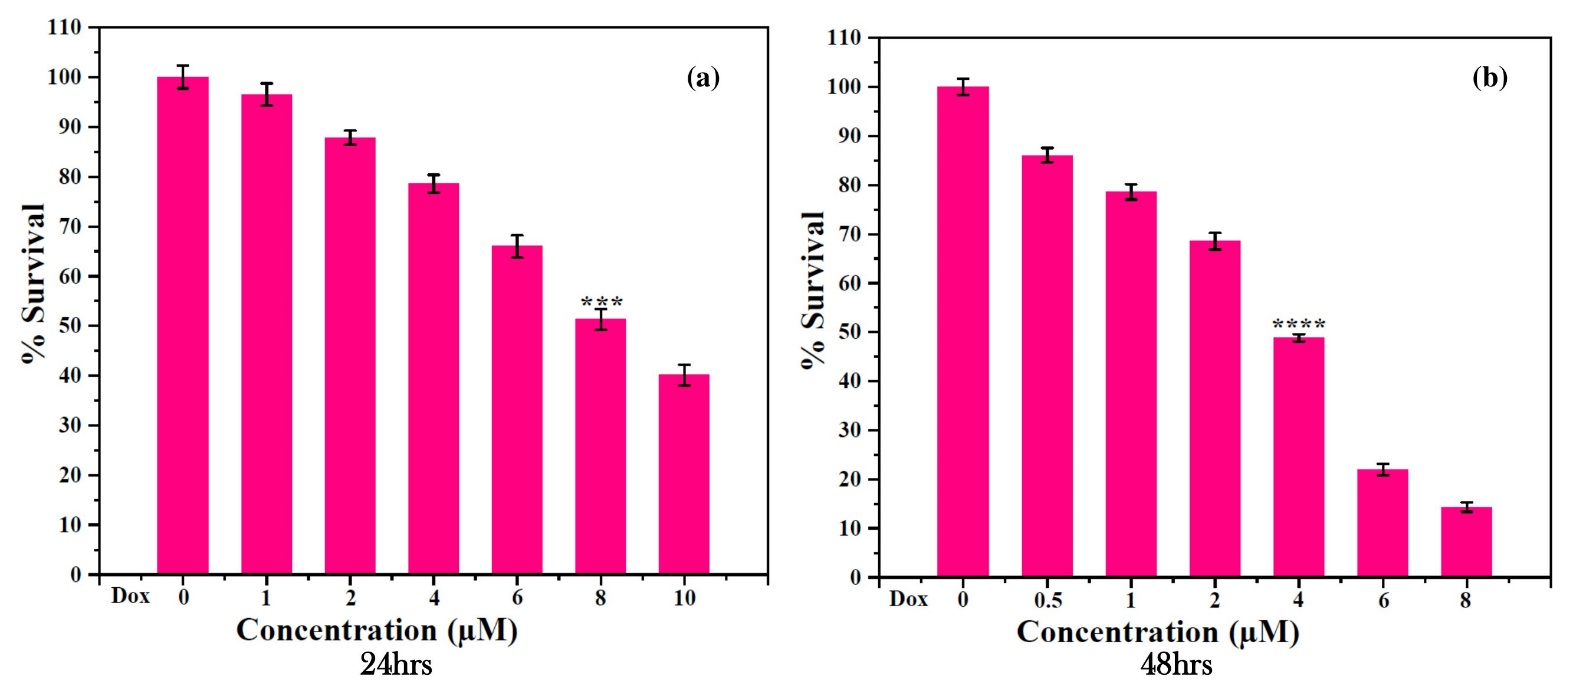 110
100
90
80
70
60
50
40
30
20
10
0
% Survival
(a)
***
Dox 0 1 2 4 6 8 10
Concentration (µM)
24hrs
110
100
90
80
70
60
50
40
30
20
10
0
% Survival
(b)
****
Dox 0 0.5 1 2 4 6 8
Concentration (µM)
48hrs